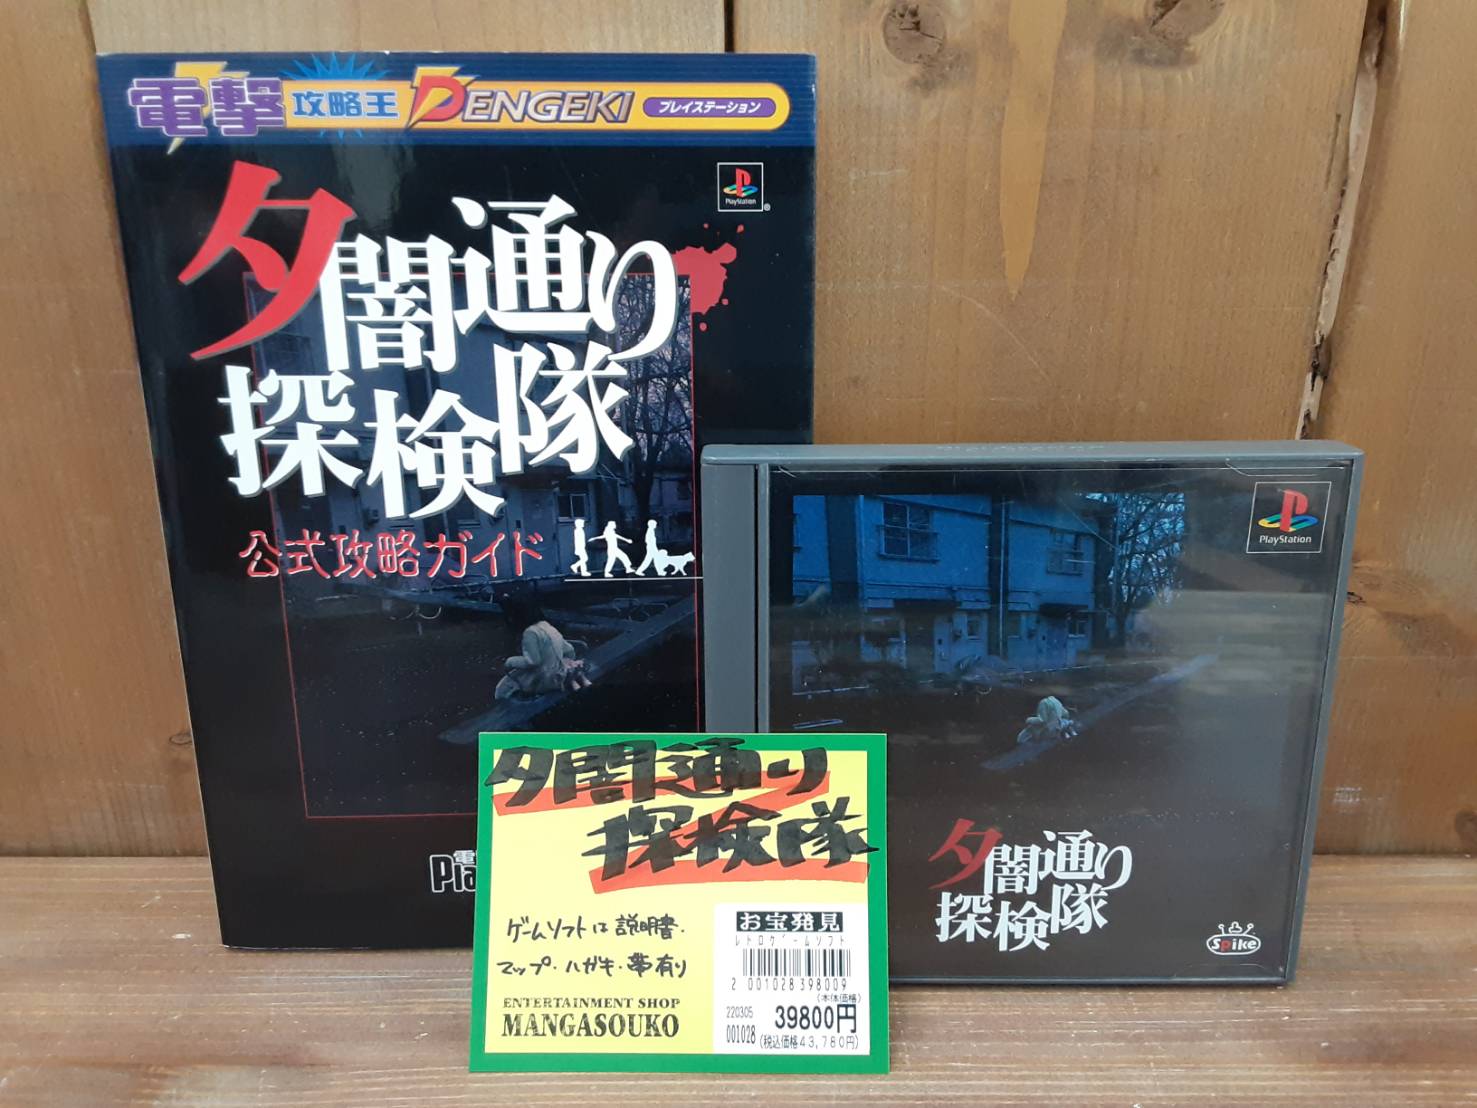 電撃 攻略王 DENGEKI プレイステーション
PlayStation
夕闇通り
探検隊
公式攻略ガイド
PlayStation
夕闇通り
探検隊
Spike
夕闇通り
探検隊
ゲームソフトは説明書・
マップ・ハガキ・帯有り
ENTERTAINMENT SHOP
MANGASOUKO
お宝発見
レトロゲームソフト
2 001028 398009
(本体価格)
220305 39800円
001028 (税込価格43,780円)